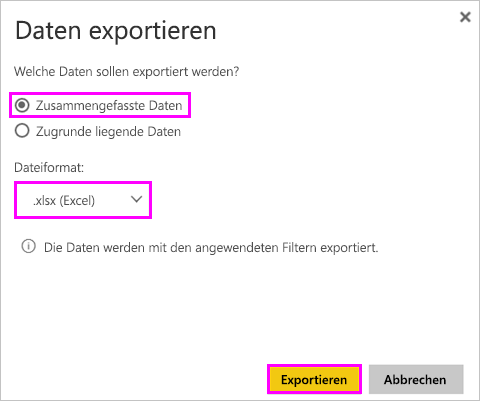 Daten exportieren
Welche Daten sollen exportiert werden?
Zusammengefasste Daten
Zugrunde liegende Daten
Dateiformat:
.xlsx (Excel)
Die Daten werden mit den angewendeten Filtern exportiert.
Exportieren
Abbrechen